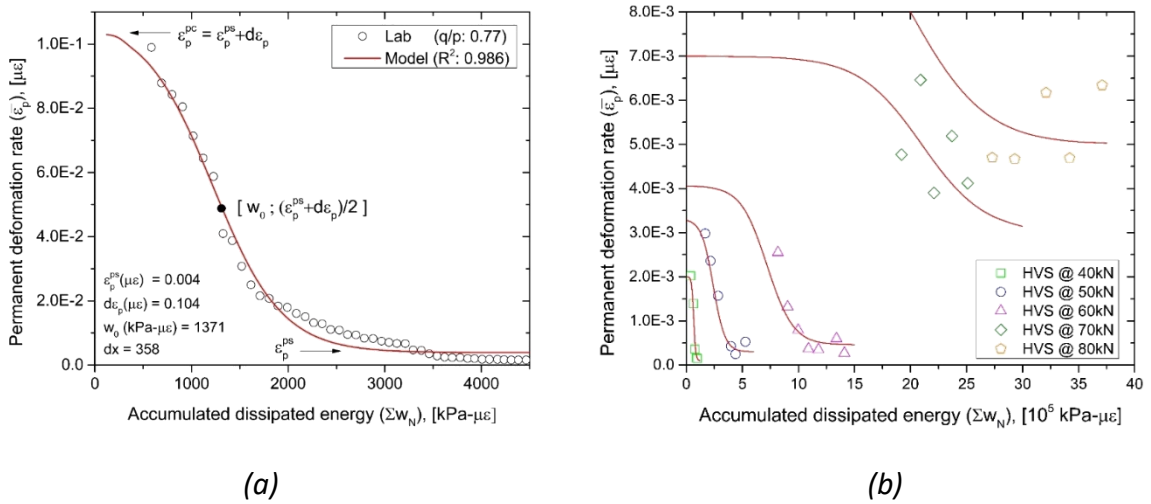 1.0E-1
8.0E-2
6.0E-2
4.0E-2
2.0E-2
0.0
Permanent deformation rate (ε̅ₚ), [με]
εₚᵖᶜ = εₚᵖˢ+dεₚ
Lab (q/p: 0.77)
Model (R²: 0.986)
[ w₀ ; (εₚᵖˢ+dεₚ)/2 ]
εₚᵖˢ(με) = 0.004
dεₚ(με) = 0.104
w₀ (kPa-με) = 1371
dx = 358
εₚᵖˢ
0 1000 2000 3000 4000
Accumulated dissipated energy (Σw_N), [kPa-με]
(a)
8.0E-3
7.0E-3
6.0E-3
5.0E-3
4.0E-3
3.0E-3
2.0E-3
1.0E-3
0.0
Permanent deformation rate (ε̅ₚ), [με]
HVS @ 40kN
HVS @ 50kN
HVS @ 60kN
HVS @ 70kN
HVS @ 80kN
0 5 10 15 20 25 30 35 40
Accumulated dissipated energy (Σw_N), [10⁵ kPa-με]
(b)